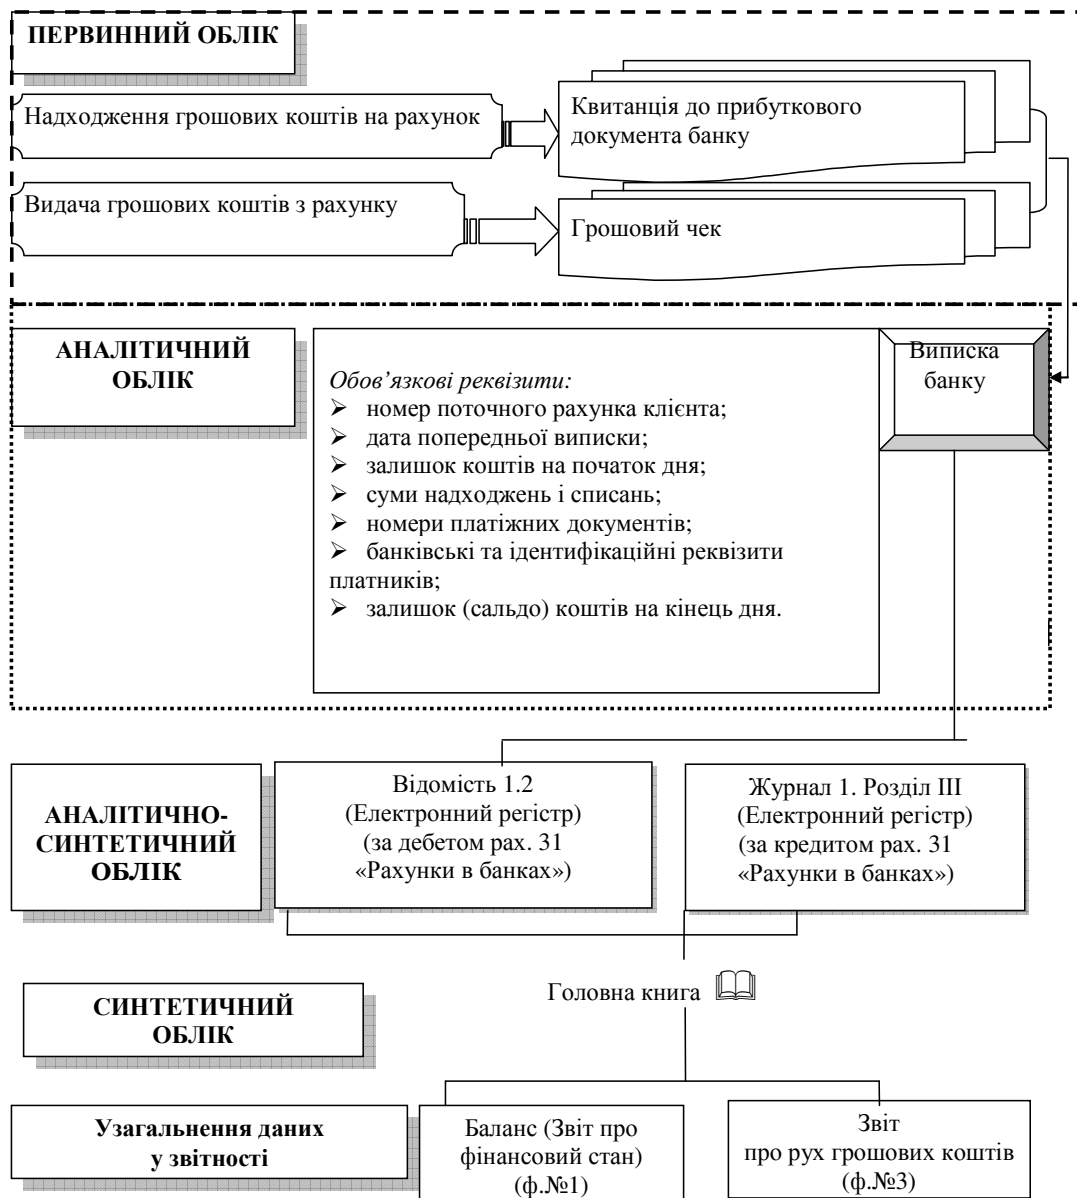 ПЕРВИННИЙ ОБЛІК
Надходження грошових коштів на рахунок
Квитанція до прибуткового
документа банку
Видача грошових коштів з рахунку
Грошовий чек
АНАЛІТИЧНИЙ
ОБЛІК
Обов’язкові реквізити:
➢ номер поточного рахунка клієнта;
➢ дата попередньої виписки;
➢ залишок коштів на початок дня;
➢ суми надходжень і списань;
➢ номери платіжних документів;
➢ банківські та ідентифікаційні реквізити
платників;
➢ залишок (сальдо) коштів на кінець дня.
Виписка
банку
АНАЛІТИЧНО-
СИНТЕТИЧНИЙ
ОБЛІК
Відомість 1.2
(Електронний регістр)
(за дебетом рах. 31
«Рахунки в банках»)
Журнал 1. Розділ III
(Електронний регістр)
(за кредитом рах. 31
«Рахунки в банках»)
СИНТЕТИЧНИЙ
ОБЛІК
Головна книга
Узагальнення даних
у звітності
Баланс (Звіт про
фінансовий стан)
(ф.№1)
Звіт
про рух грошових коштів
(ф.№3)